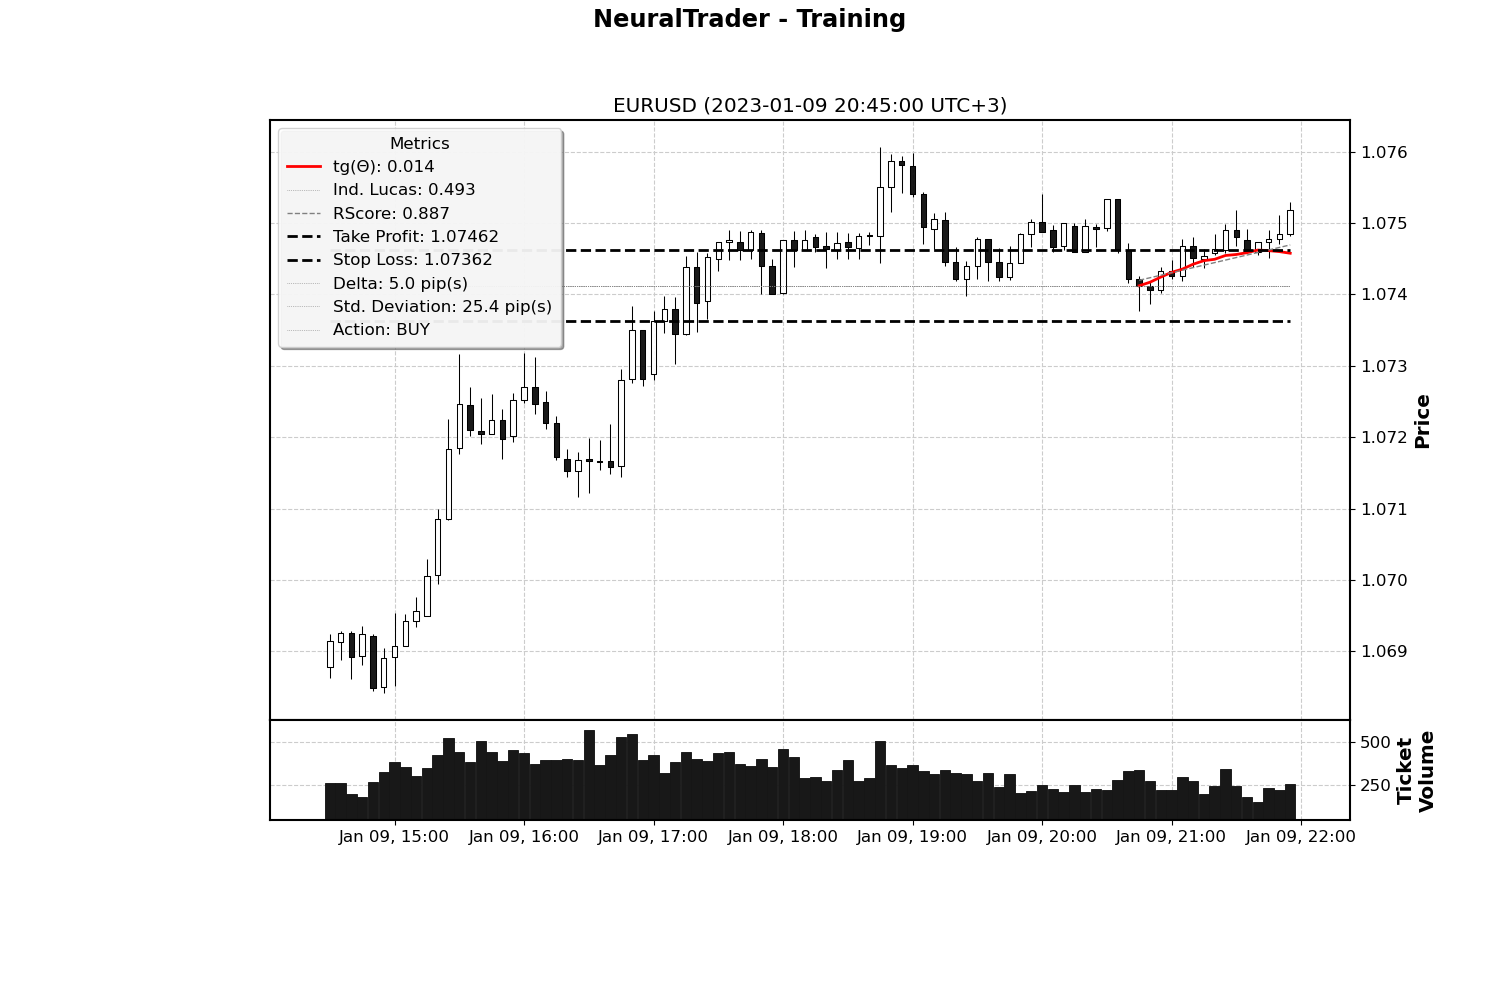 NeuralTrader - Training
EURUSD (2023-01-09 20:45:00 UTC+3)
Metrics
tg(Θ): 0.014
Ind. Lucas: 0.493
RScore: 0.887
Take Profit: 1.07462
Stop Loss: 1.07362
Delta: 5.0 pip(s)
Std. Deviation: 25.4 pip(s)
Action: BUY
1.076
1.075
1.074
1.073
1.072
1.071
1.070
1.069
Price
500
250
Ticket
Volume
Jan 09, 15:00
Jan 09, 16:00
Jan 09, 17:00
Jan 09, 18:00
Jan 09, 19:00
Jan 09, 20:00
Jan 09, 21:00
Jan 09, 22:00